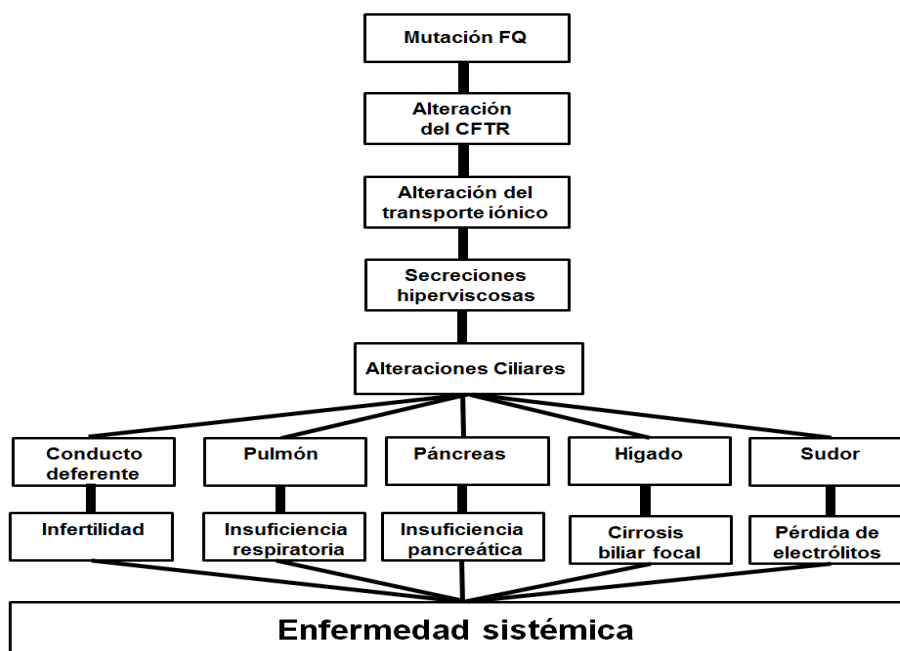 Mutación FQ
Alteración
del CFTR
Alteración del
transporte iónico
Secreciones
hiperviscosas
Alteraciones Ciliares
Conducto
deferente
Pulmón
Páncreas
Hígado
Sudor
Infertilidad
Insuficiencia
respiratoria
Insuficiencia
pancreática
Cirrosis
biliar focal
Pérdida de
electrólitos
Enfermedad sistémica